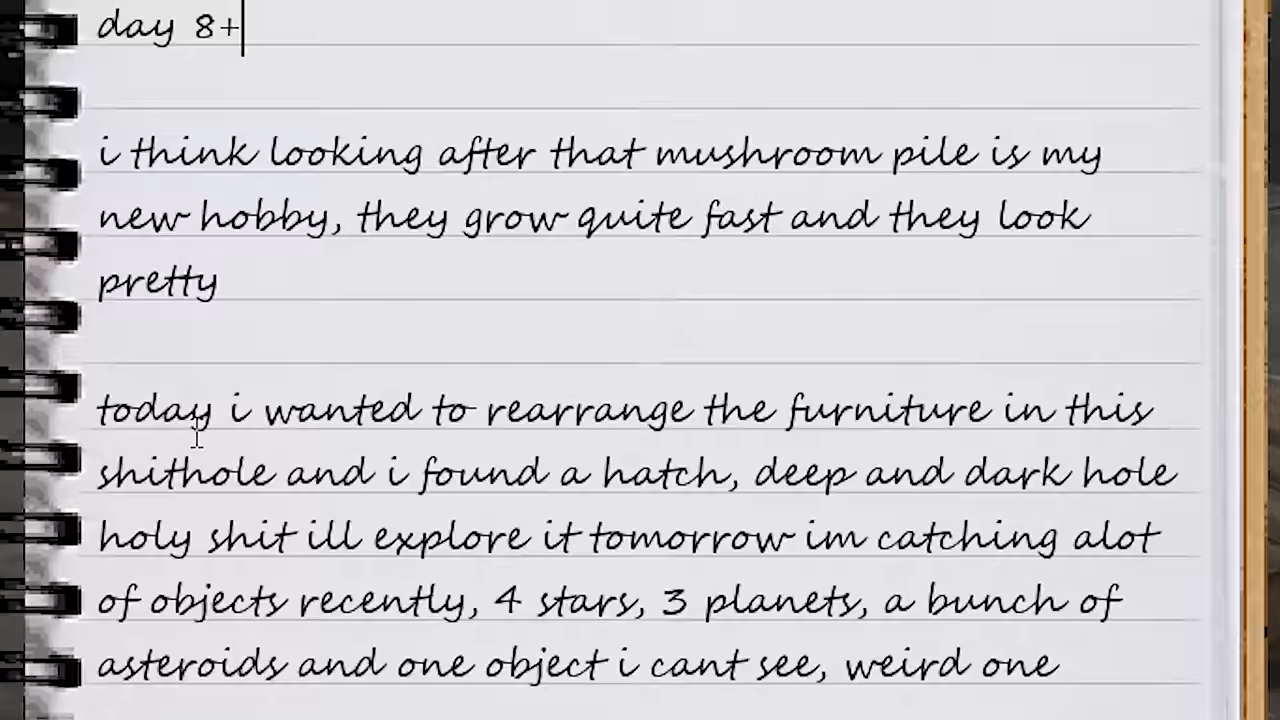 day 8+
i think looking after that mushroom pile is my
new hobby, they grow quite fast and they look
pretty
today i wanted to rearrange the furniture in this
shithole and i found a hatch, deep and dark hole
holy shit ill explore it tomorrow im catching alot
of objects recently, 4 stars, 3 planets, a bunch of
asteroids and one object i cant see, weird one